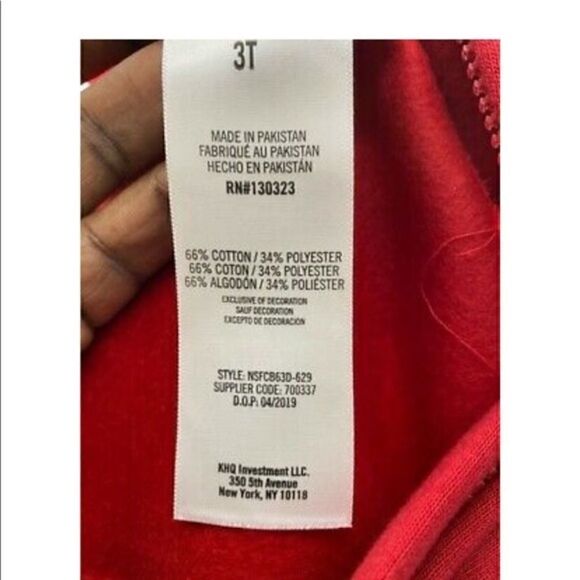 3T
MADE IN PAKISTAN
FABRIQUÉ AU PAKISTAN
HECHO EN PAKISTÁN
RN#130323
66% COTTON / 34% POLYESTER
66% COTON / 34% POLYESTER
66% ALGODÓN / 34% POLIÉSTER
EXCLUSIVE OF DECORATION
SAUF DECORATION
EXCEPTO DE DECORACIÓN
STYLE: NSFCB63D-629
SUPPLIER CODE: 700337
D.O.P: 04/2019
KHQ Investment LLC.
350 5th Avenue
New York, NY 10118